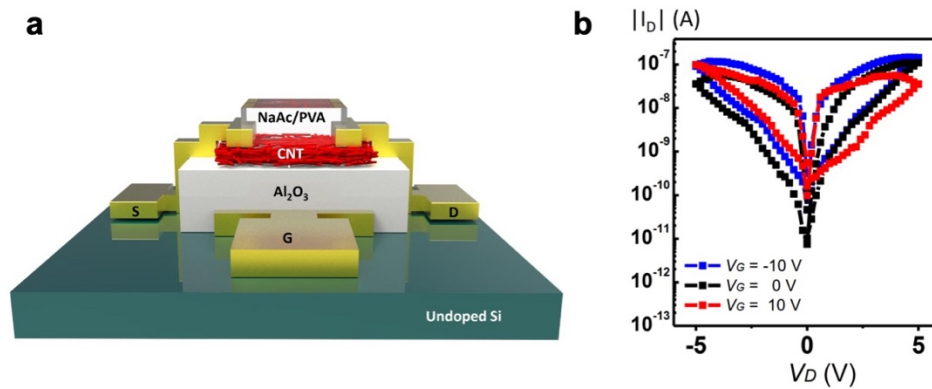 a
NaAc/PVA
CNT
Al₂O₃
S
D
G
Undoped Si
b
|I_D| (A)
10⁻⁷
10⁻⁸
10⁻⁹
10⁻¹⁰
10⁻¹¹
10⁻¹²
10⁻¹³
V_G = -10 V
V_G = 0 V
V_G = 10 V
-5 0 5
V_D (V)